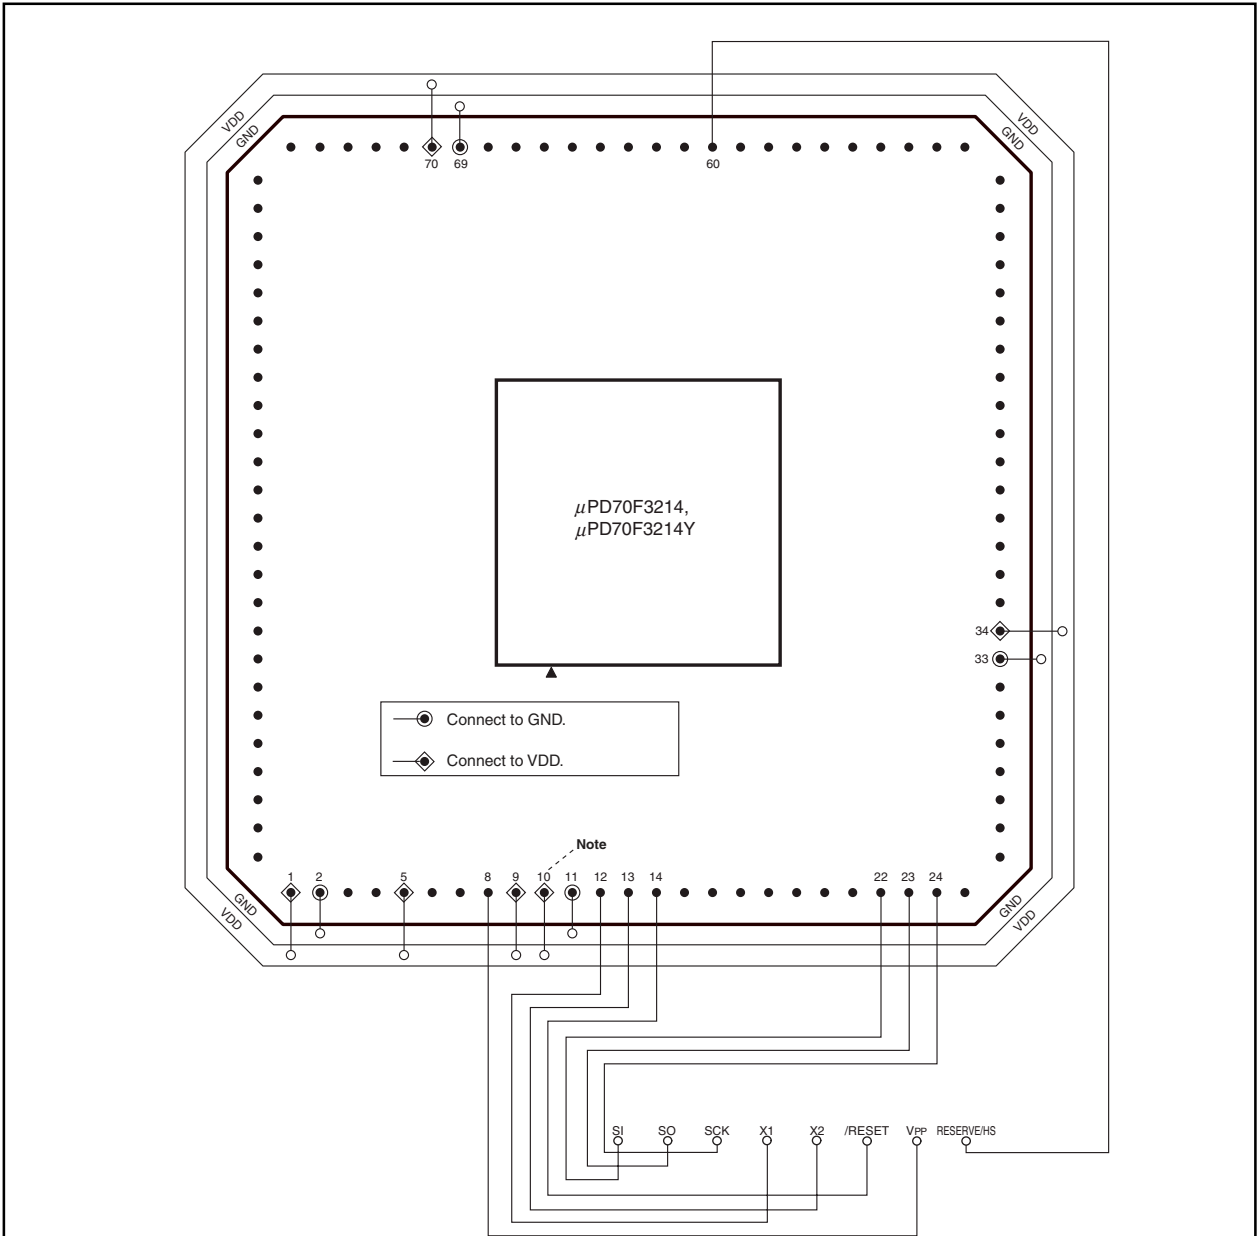 VDD
GND
VDD
GND
70
69
60
μPD70F3214,
μPD70F3214Y
34
33
Connect to GND.
Connect to VDD.
Note
1
2
5
8
9
10
11
12
13
14
22
23
24
GND
VDD
GND
VDD
SI
SO
SCK
X1
X2
/RESET
VPP
RESERVE/HS